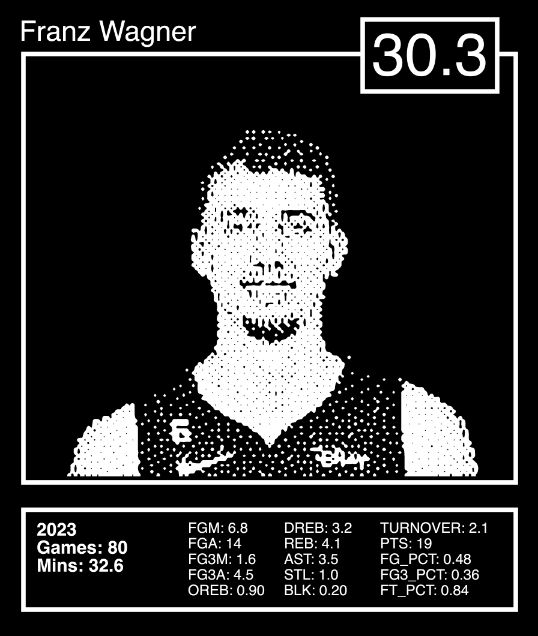 Franz Wagner
30.3
6
2023
Games: 80
Mins: 32.6
FGM: 6.8
FGA: 14
FG3M: 1.6
FG3A: 4.5
OREB: 0.90
DREB: 3.2
REB: 4.1
AST: 3.5
STL: 1.0
BLK: 0.20
TURNOVER: 2.1
PTS: 19
FG_PCT: 0.48
FG3_PCT: 0.36
FT_PCT: 0.84